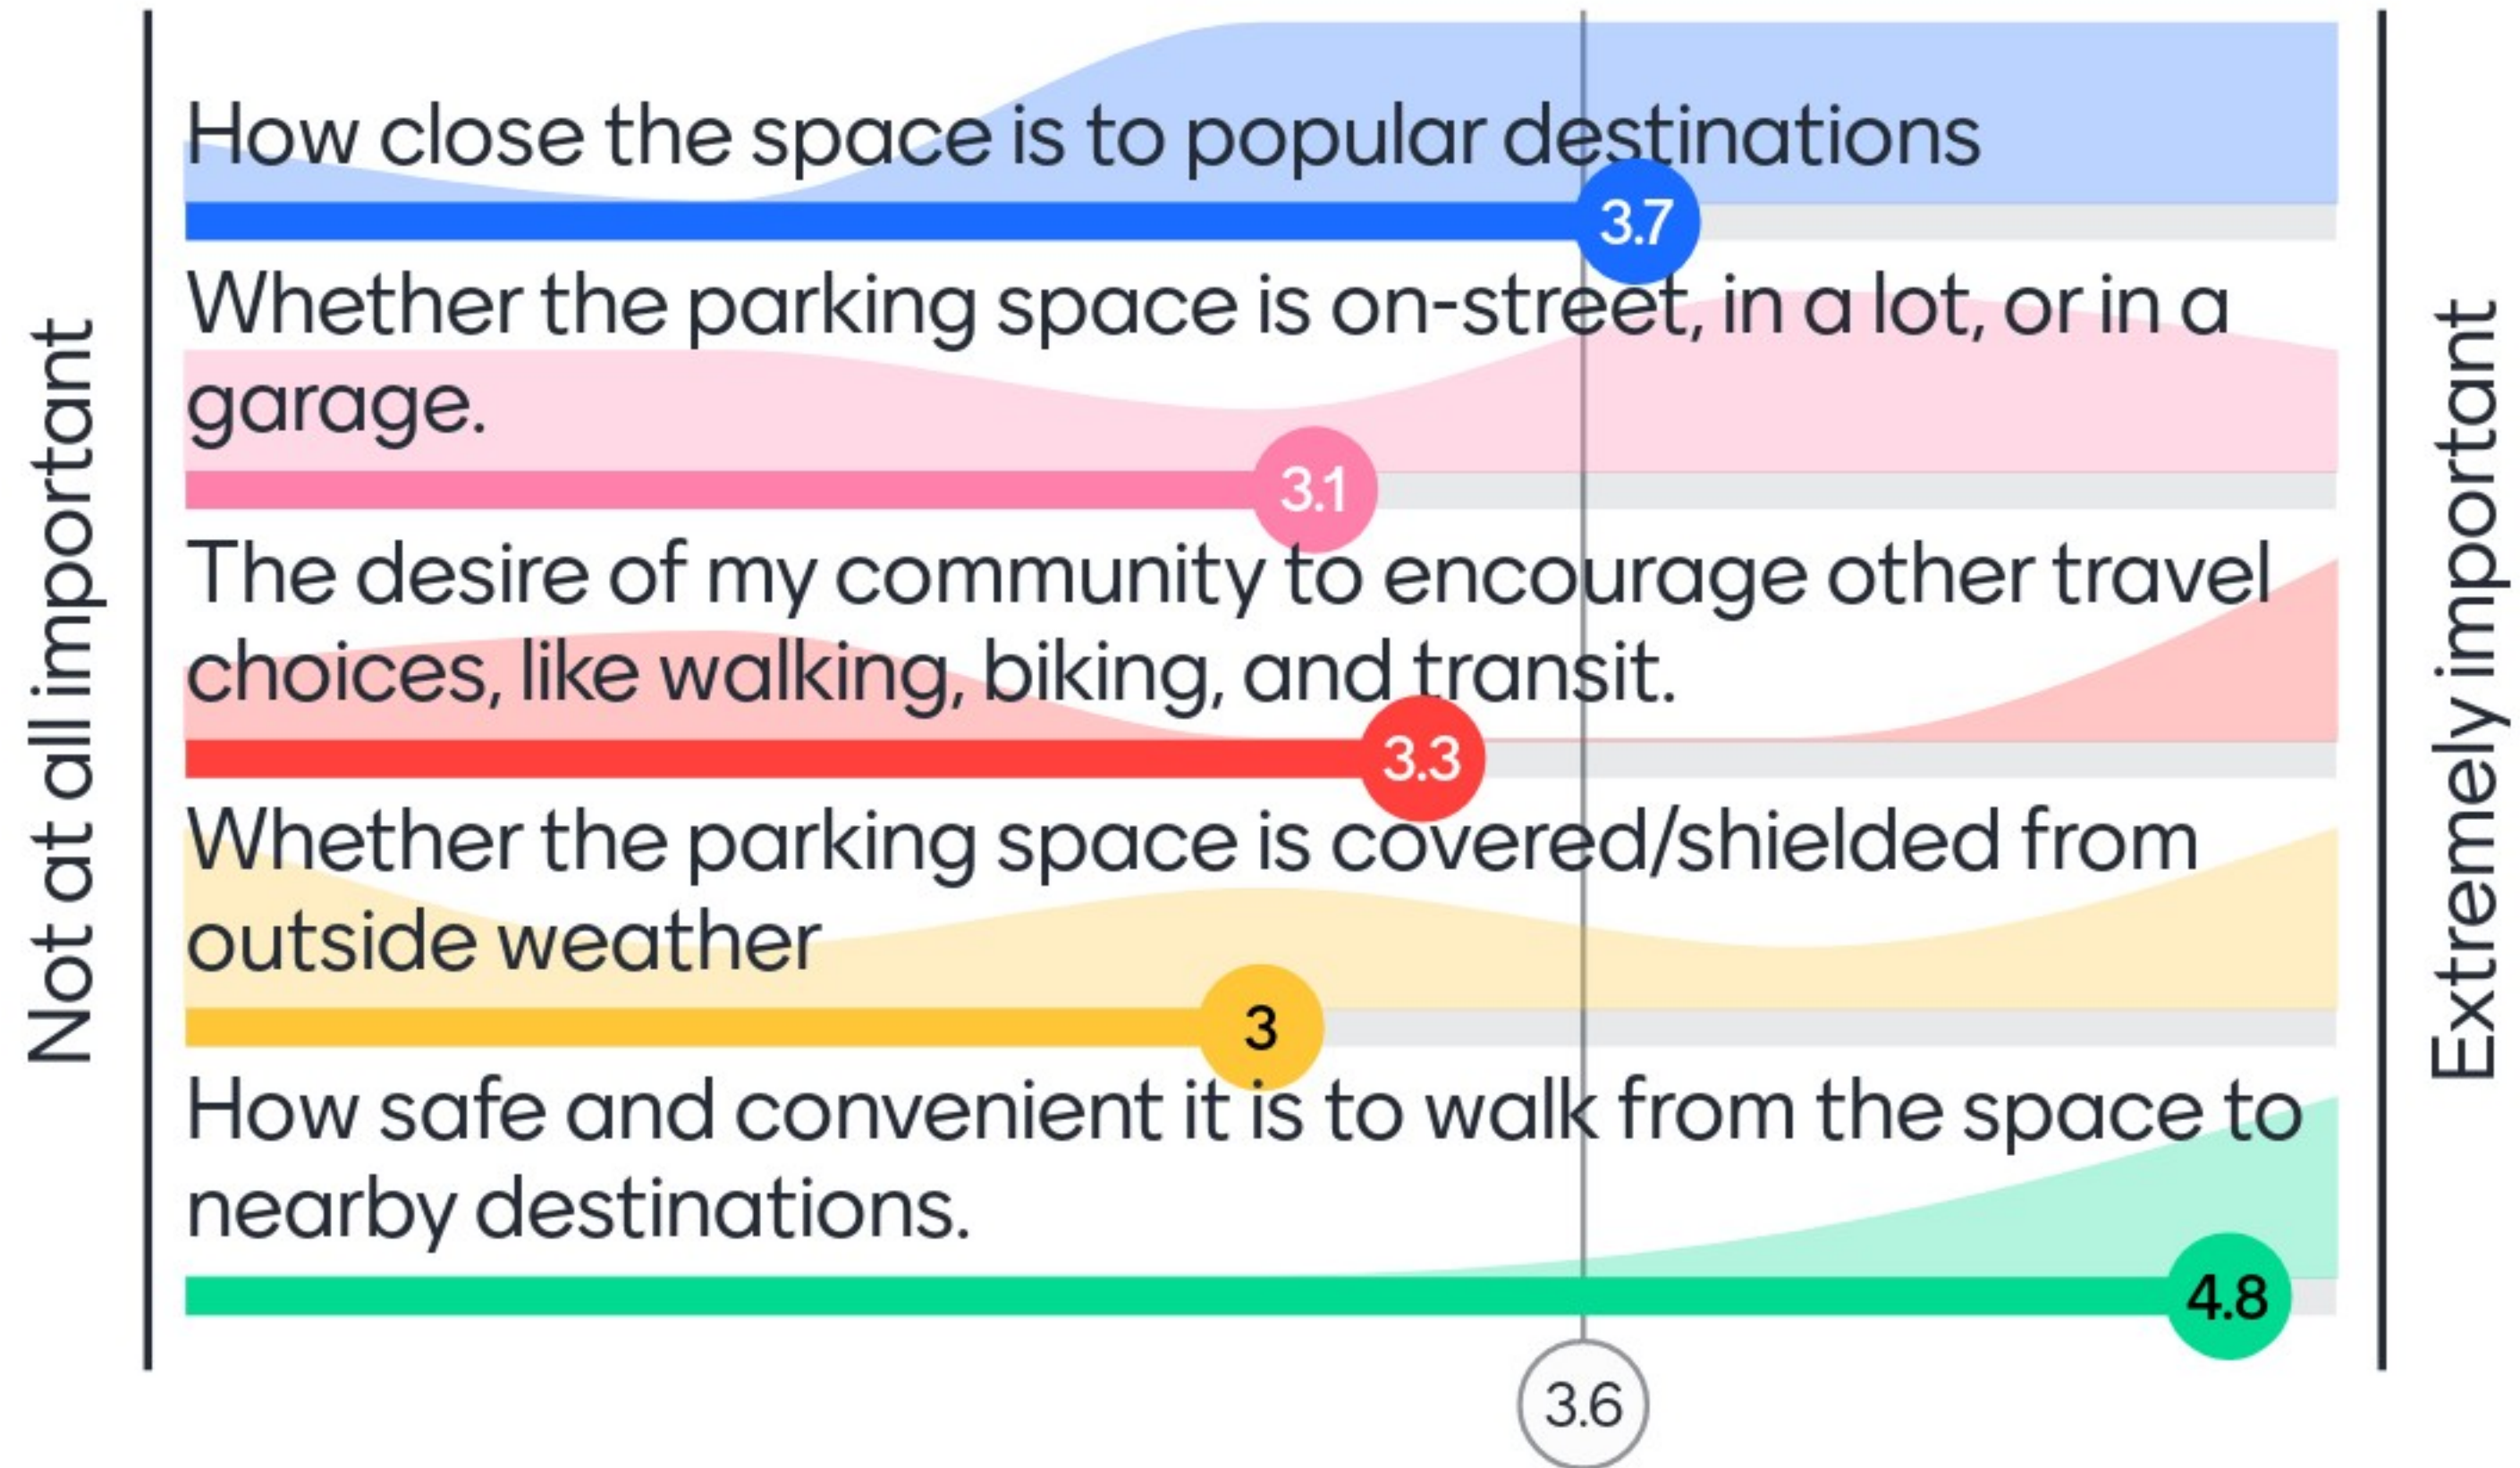 Not at all important
How close the space is to popular destinations
3.7
Whether the parking space is on-street, in a lot, or in a
garage.
3.1
The desire of my community to encourage other travel
choices, like walking, biking, and transit.
3.3
Whether the parking space is covered/shielded from
outside weather
3
How safe and convenient it is to walk from the space to
nearby destinations.
4.8
3.6
Extremely important